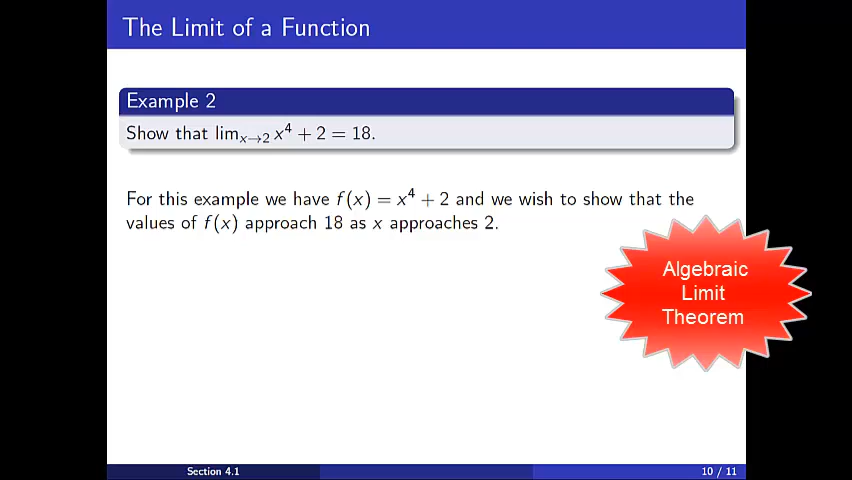 The Limit of a Function
Example 2
Show that limₓ→₂ x⁴ + 2 = 18.
For this example we have f(x) = x⁴ + 2 and we wish to show that the
values of f(x) approach 18 as x approaches 2.
Algebraic
Limit
Theorem
Section 4.1
10 / 11